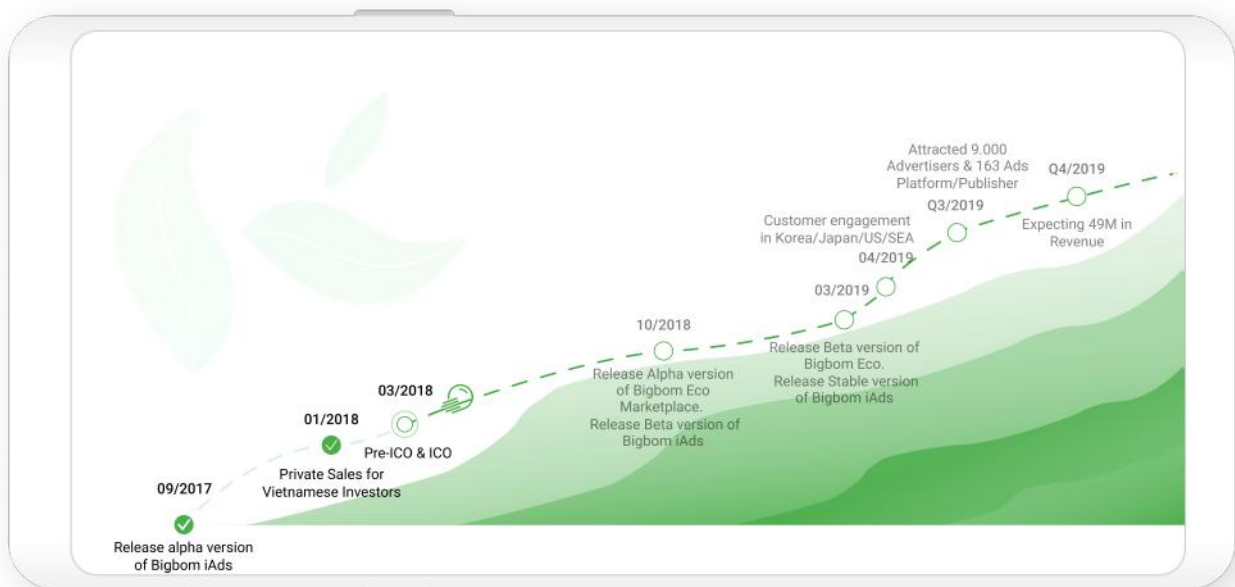 09/2017
Release alpha version
of Bigbom iAds
01/2018
Private Sales for
Vietnamese Investors
03/2018
Pre-ICO & ICO
10/2018
Release Alpha version
of Bigbom Eco
Marketplace.
Release Beta version of
Bigbom iAds
03/2019
Release Beta version of
Bigbom Eco.
Release Stable version
of Bigbom iAds
Customer engagement
in Korea/Japan/US/SEA
04/2019
Attracted 9.000
Advertisers & 163 Ads
Platform/Publisher
Q3/2019
Q4/2019
Expecting 49M in
Revenue